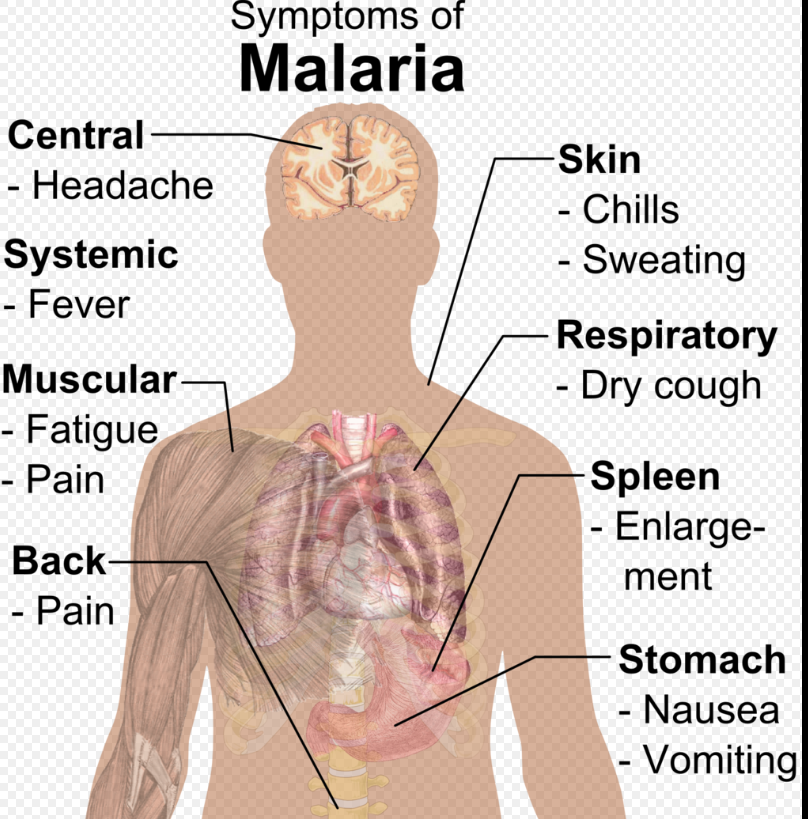 Symptoms of
Malaria
Central
- Headache
Systemic
- Fever
Muscular
- Fatigue
- Pain
Back
- Pain
Skin
- Chills
- Sweating
Respiratory
- Dry cough
Spleen
- Enlarge-
ment
Stomach
- Nausea
- Vomiting